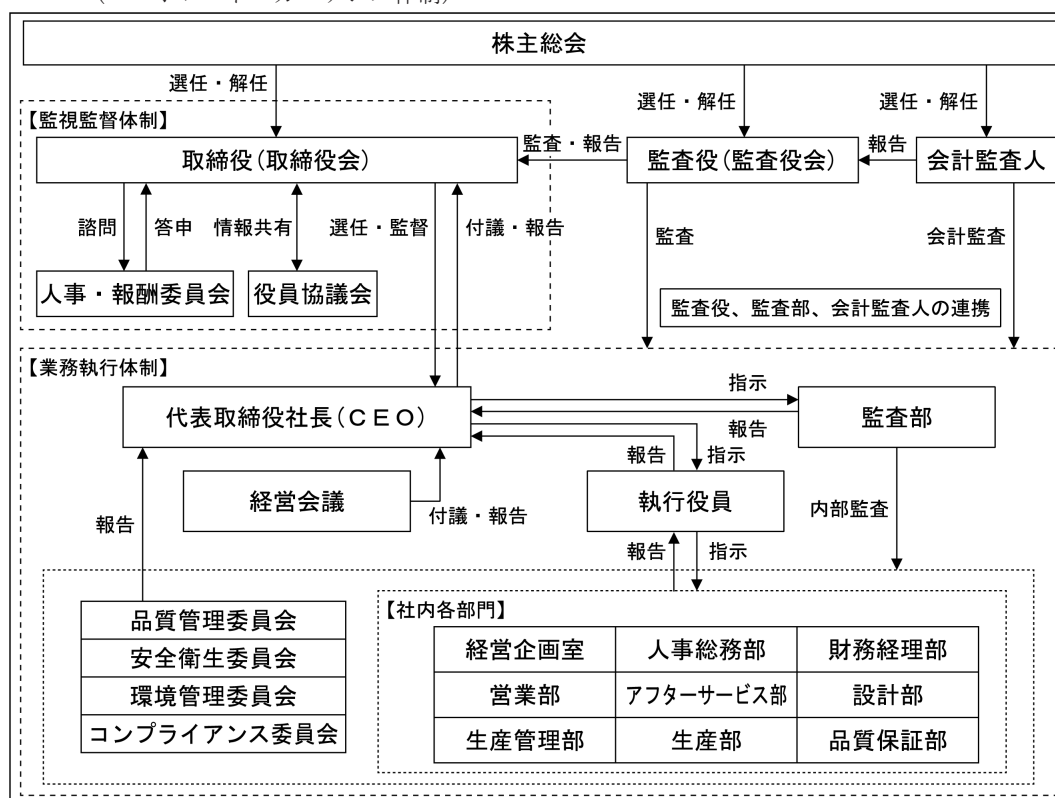 株主総会
選任・解任
選任・解任
選任・解任
【監視監督体制】
取締役(取締役会)
監査・報告
監査役(監査役会)
報告
会計監査人
諮問
答申
情報共有
選任・監督
付議・報告
監査
会計監査
人事・報酬委員会
役員協議会
監査役、監査部、会計監査人の連携
【業務執行体制】
代表取締役社長(CEO)
指示
報告
監査部
経営会議
付議・報告
報告
指示
執行役員
内部監査
報告
報告
指示
品質管理委員会
安全衛生委員会
環境管理委員会
コンプライアンス委員会
【社内各部門】
経営企画室
人事総務部
財務経理部
営業部
アフターサービス部
設計部
生産管理部
生産部
品質保証部